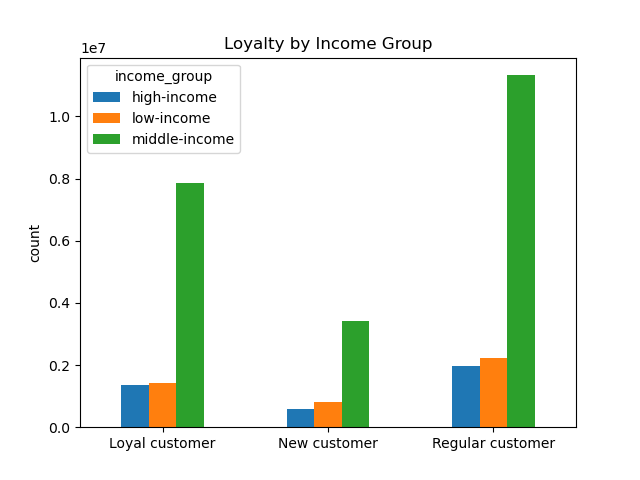 Loyalty by Income Group
1e7
income_group
high-income
low-income
middle-income
1.0
0.8
0.6
0.4
0.2
0.0
count
Loyal customer
New customer
Regular customer